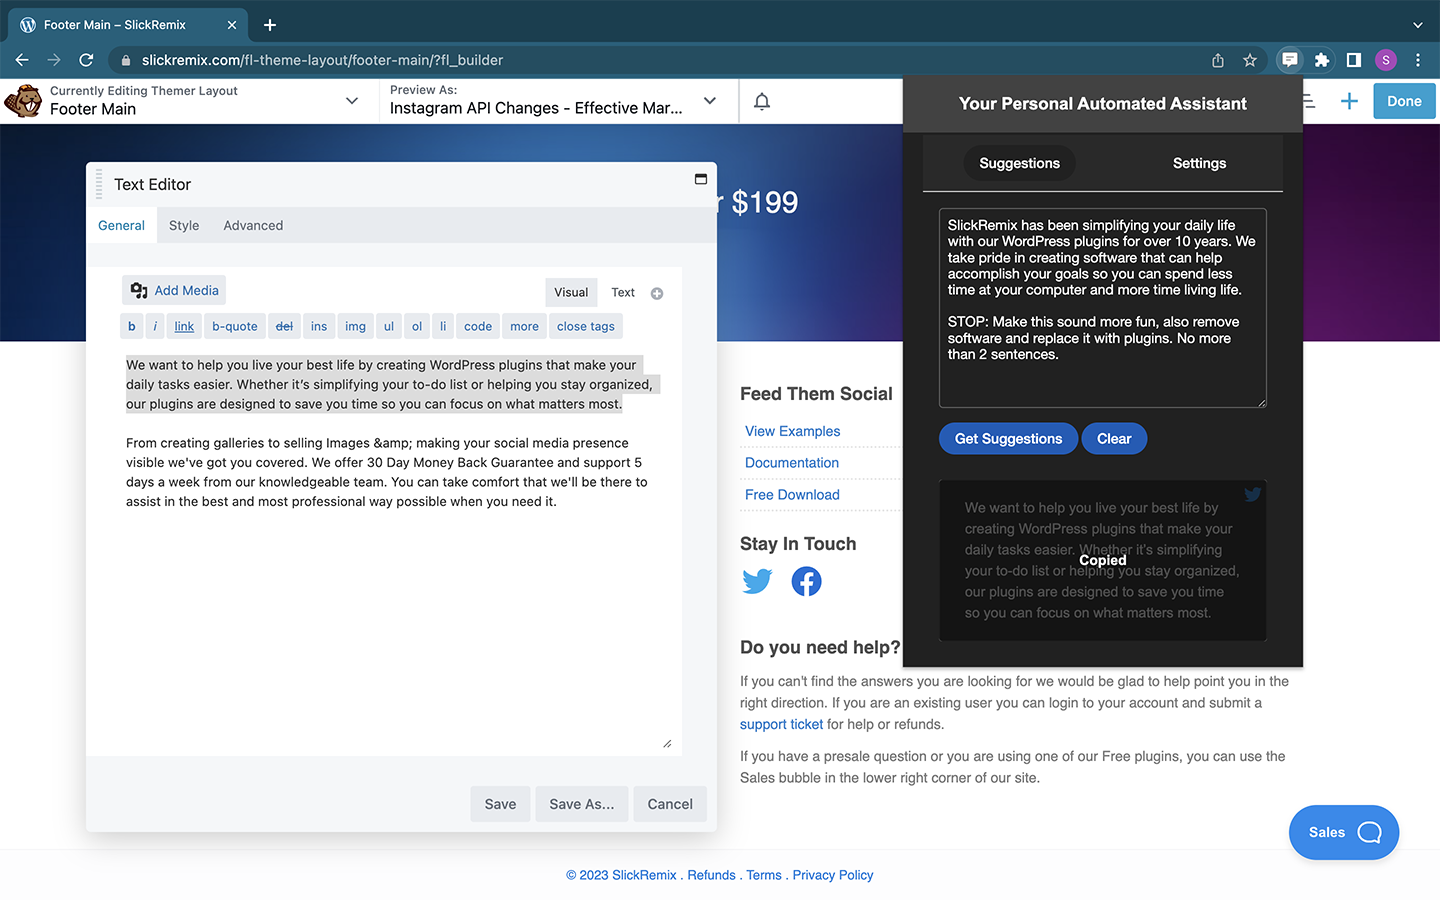 Footer Main – SlickRemix
slickremix.com/fl-theme-layout/footer-main/?fl_builder
S
Currently Editing Themer Layout
Footer Main
Preview As:
Instagram API Changes - Effective Mar...
Done
r $199
Text Editor
General
Style
Advanced
Add Media
Visual
Text
b
i
link
b-quote
del
ins
img
ul
ol
li
code
more
close tags
We want to help you live your best life by creating WordPress plugins that make your
daily tasks easier. Whether it’s simplifying your to-do list or helping you stay organized,
our plugins are designed to save you time so you can focus on what matters most.
From creating galleries to selling Images &amp; making your social media presence
visible we've got you covered. We offer 30 Day Money Back Guarantee and support 5
days a week from our knowledgeable team. You can take comfort that we'll be there to
assist in the best and most professional way possible when you need it.
Save
Save As...
Cancel
Your Personal Automated Assistant
Suggestions
Settings
SlickRemix has been simplifying your daily life
with our WordPress plugins for over 10 years. We
take pride in creating software that can help
accomplish your goals so you can spend less
time at your computer and more time living life.
STOP: Make this sound more fun, also remove
software and replace it with plugins. No more
than 2 sentences.
Get Suggestions
Clear
We want to help you live your best life by
creating WordPress plugins that make your
daily tasks easier. Whether it's simplifying
your to-do list or helping you stay organized,
our plugins are designed to save you time
so you can focus on what matters most.
Copied
Feed Them Social
View Examples
Documentation
Free Download
Stay In Touch
Do you need help?
If you can't find the answers you are looking for we would be glad to help point you in the
right direction. If you are an existing user you can login to your account and submit a
support ticket for help or refunds.
If you have a presale question or you are using one of our Free plugins, you can use the
Sales bubble in the lower right corner of our site.
Sales
© 2023 SlickRemix . Refunds . Terms . Privacy Policy